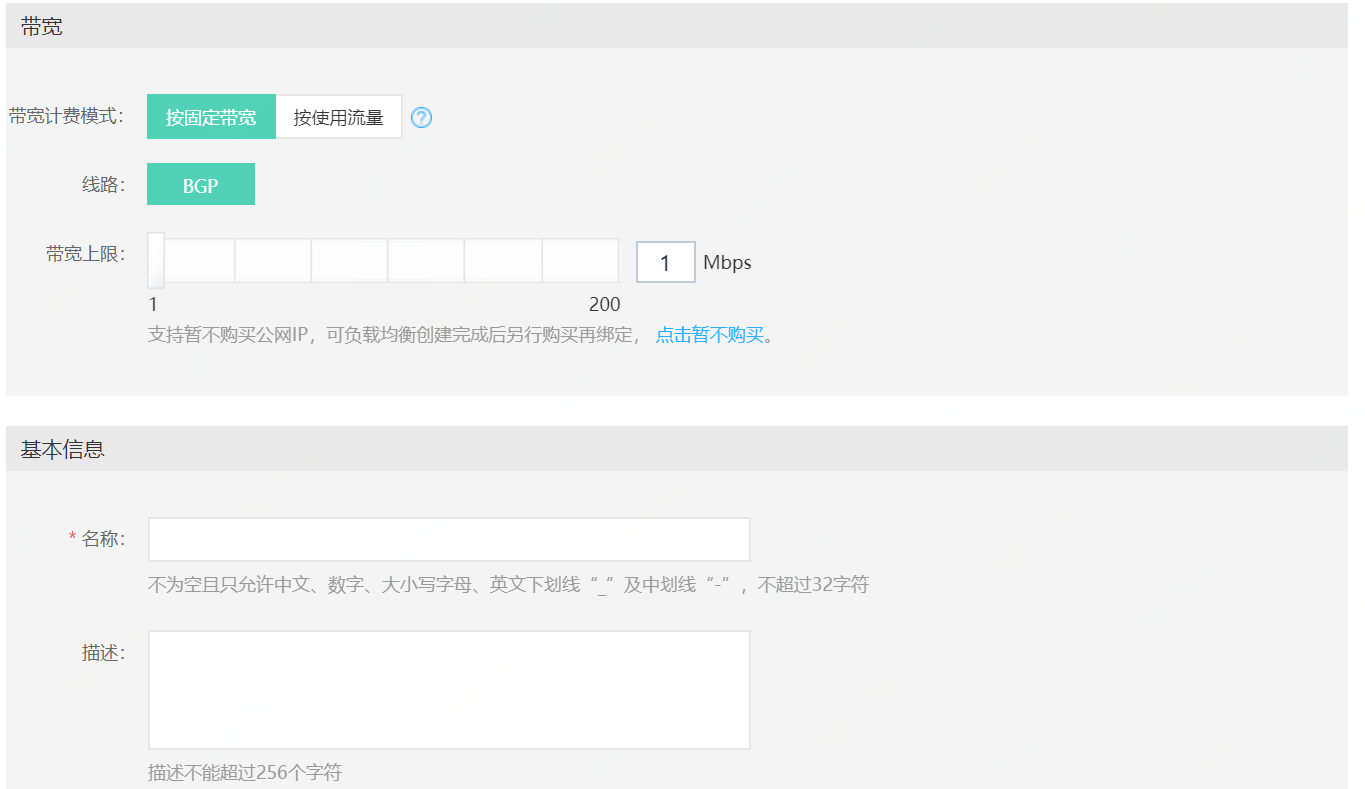 带宽
带宽计费模式： 按固定带宽 按使用流量 ?
线路： BGP
带宽上限： 1 Mbps
1 200
支持暂不购买公网IP，可负载均衡创建完成后另行购买再绑定， 点击暂不购买。
基本信息
* 名称：
不为空且只允许中文、数字、大小写字母、英文下划线“_”及中划线“-”，不超过32字符
描述：
描述不能超过256个字符